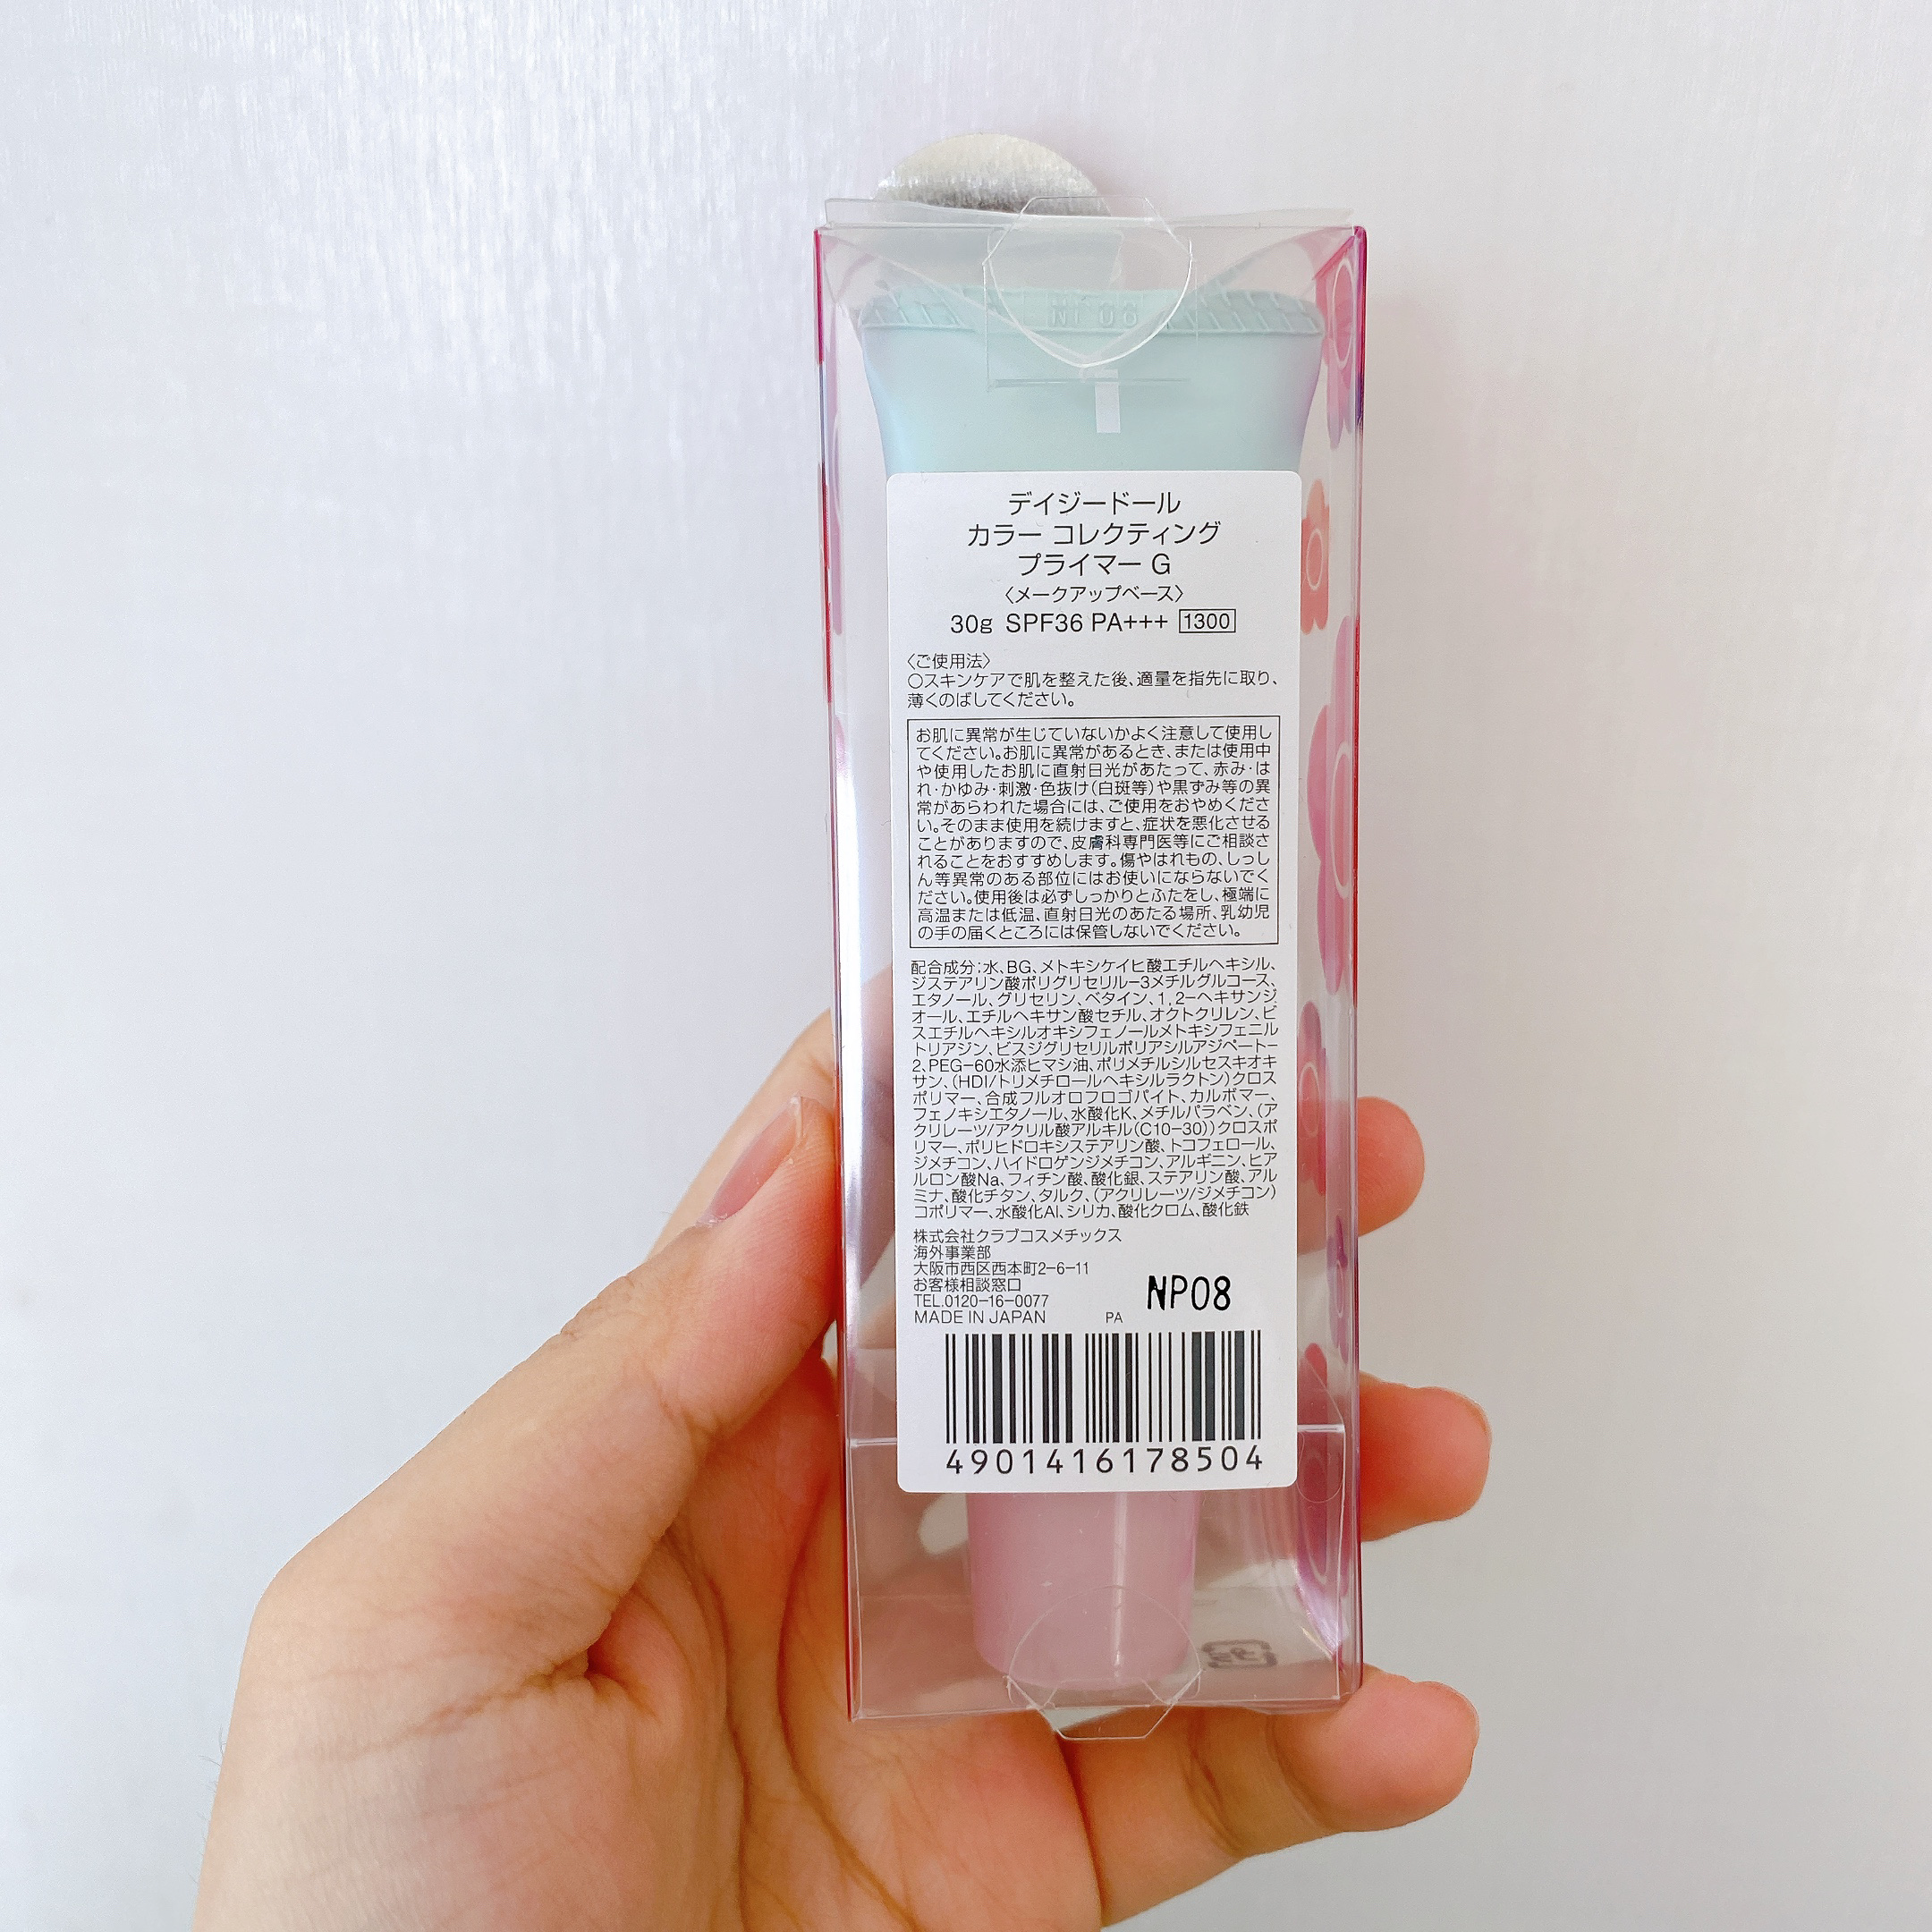 デイジードール
カラー コレクティング
プライマー G
〈メークアップベース〉
30g SPF36 PA+++ 1300
〈ご使用法〉
○スキンケアで肌を整えた後、適量を指先に取り、
薄くのばしてください。
お肌に異常が生じていないかよく注意して使用し
てください。お肌に異常があるとき、または使用中
や使用したお肌に直射日光があたって、赤み・は
れ・かゆみ・刺激・色抜け(白斑等)や黒ずみ等の異
常があらわれた場合には、ご使用をおやめくださ
い。そのまま使用を続けますと、症状を悪化させる
ことがありますので、皮膚科専門医等にご相談さ
れることをおすすめします。傷やはれもの、しっし
ん等異常のある部位にはお使いにならないでく
ださい。使用後は必ずしっかりとふたをし、極端に
高温または低温、直射日光のあたる場所、乳幼児
の手の届くところには保管しないでください。
配合成分;水、BG、メトキシケイヒ酸エチルヘキシル、
ジステアリン酸ポリグリセリル-3メチルグルコース、
エタノール、グリセリン、ベタイン、1,2-ヘキサンジ
オール、エチルヘキサン酸セチル、オクトクリレン、ビ
スエチルヘキシルオキシフェノールメトキシフェニル
トリアジン、ビスジグリセリルポリアシルアジペート-
2、PEG-60水添ヒマシ油、ポリメチルシルセスキオキ
サン、(HDI/トリメチロールヘキシルラクトン)クロス
ポリマー、合成フルオロフロゴパイト、カルボマー、
フェノキシエタノール、水酸化K、メチルパラベン、(ア
クリレーツ/アクリル酸アルキル(C10-30))クロスポ
リマー、ポリヒドロキシステアリン酸、トコフェロール、
ジメチコン、ハイドロゲンジメチコン、アルギニン、ヒア
ルロン酸Na、フィチン酸、酸化銀、ステアリン酸、アル
ミナ、酸化チタン、タルク、(アクリレーツ/ジメチコン)
コポリマー、水酸化Al、シリカ、酸化クロム、酸化鉄
株式会社クラブコスメチックス
海外事業部
大阪市西区西本町2-6-11
お客様相談窓口
TEL.0120-16-0077
MADE IN JAPAN PA NP08
4901416178504